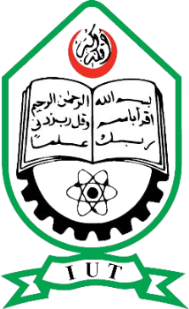 بسم الله الرحمن الرحيم
اقرأ باسم
ربك
وقل رب زدني
علما
IUT